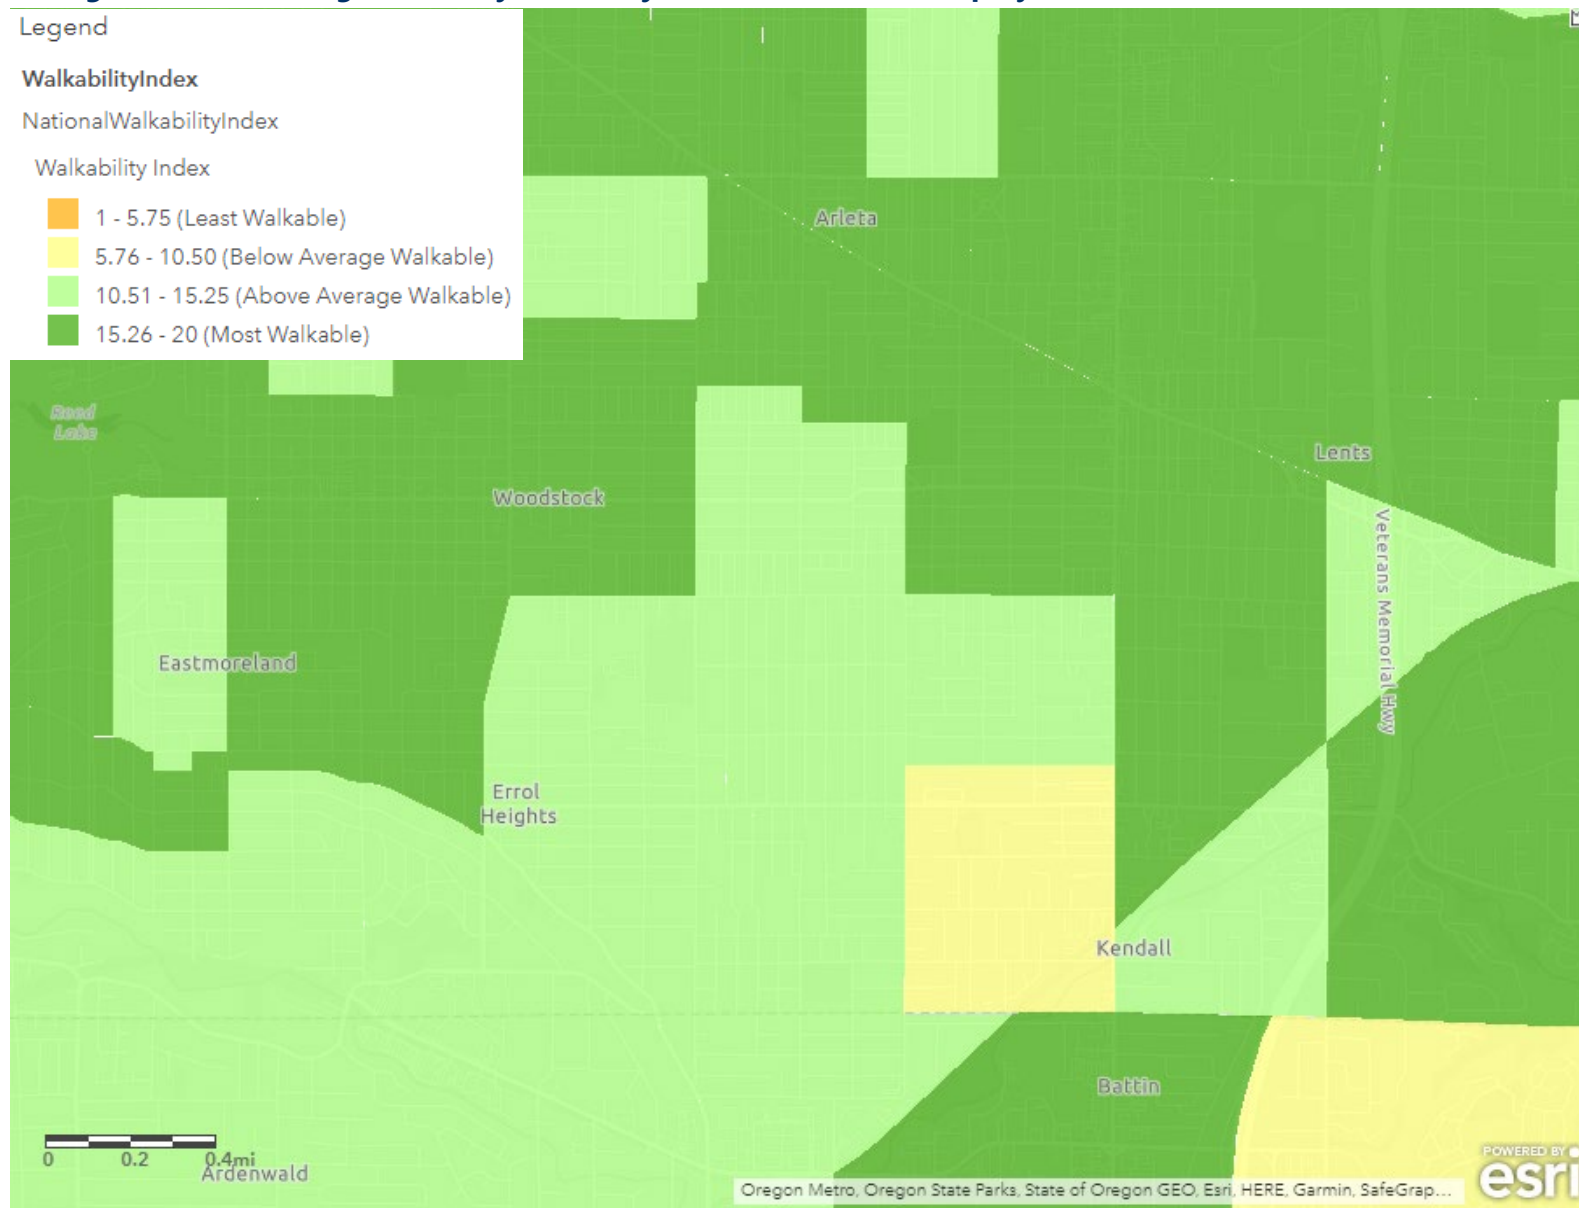 Legend
WalkabilityIndex
NationalWalkabilityIndex
Walkability Index
1 - 5.75 (Least Walkable)
5.76 - 10.50 (Below Average Walkable)
10.51 - 15.25 (Above Average Walkable)
15.26 - 20 (Most Walkable)
Arleta
Reed
Lake
Lents
Woodstock
Veterans Memorial Hwy
Eastmoreland
Errol
Heights
Kendall
Battin
0 0.2 0.4mi
Ardenwald
POWERED BY
esri
Oregon Metro, Oregon State Parks, State of Oregon GEO, Esri, HERE, Garmin, SafeGrap...